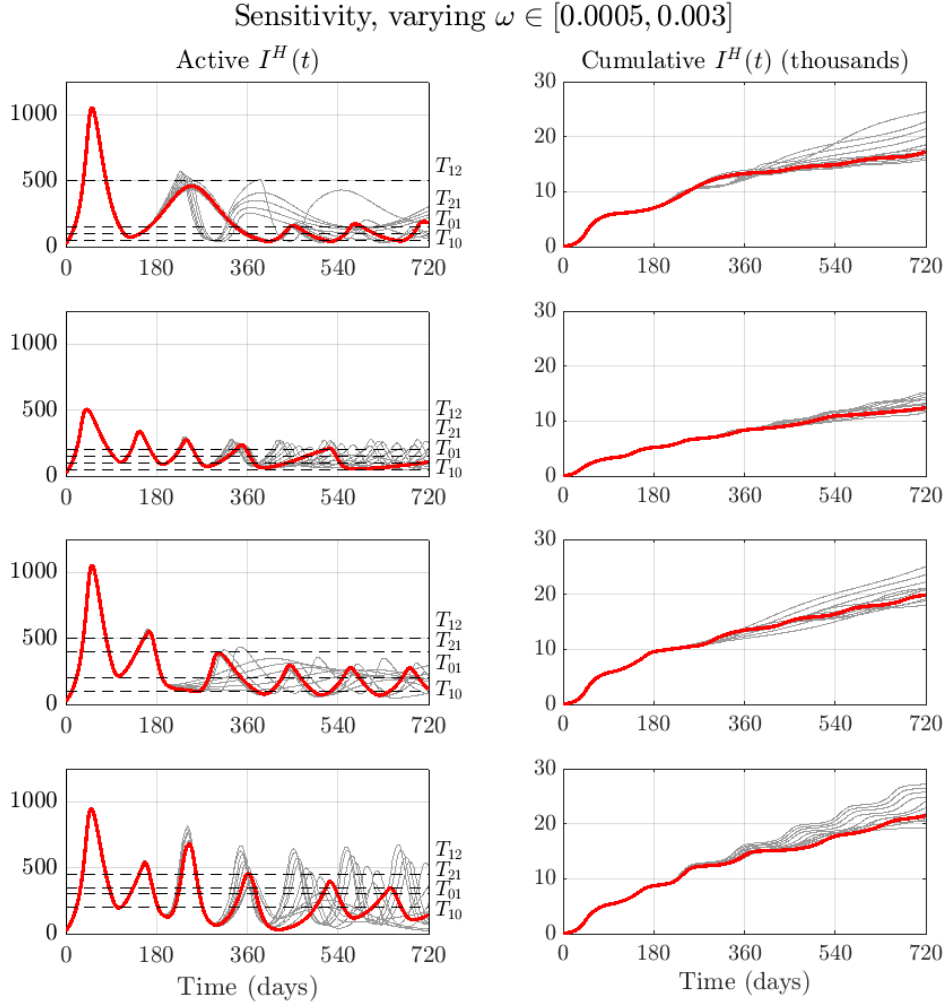 Sensitivity, varying ω ∈ [0.0005, 0.003]
Active I^H(t)
Cumulative I^H(t) (thousands)
1000
500
0
T_12
T_21
T_01
T_10
0 180 360 540 720
30
20
10
0
0 180 360 540 720
1000
500
0
T_12
T_21
T_01
T_10
0 180 360 540 720
30
20
10
0
0 180 360 540 720
1000
500
0
T_12
T_21
T_01
T_10
0 180 360 540 720
30
20
10
0
0 180 360 540 720
1000
500
0
T_12
T_21
T_01
T_10
0 180 360 540 720
Time (days)
30
20
10
0
0 180 360 540 720
Time (days)